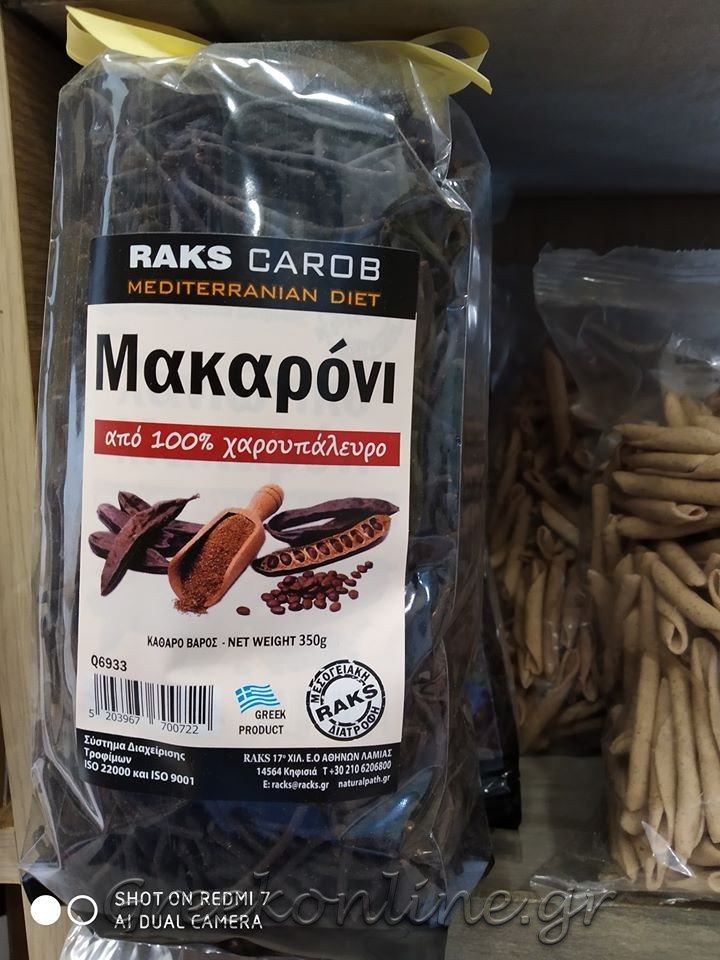 RAKS CAROB
MEDITERRANIAN DIET
Μακαρόνι
από 100% χαρουπάλευρο
ΚΑΘΑΡΟ ΒΑΡΟΣ - NET WEIGHT 350g
Q6933
5 203967 700722
GREEK
PRODUCT
ΜΕΣΟΓΕΙΑΚΗ
RAKS
ΔΙΑΤΡΟΦΗ
Σύστημα Διαχείρισης
Τροφίμων
ISO 22000 και ISO 9001
RAKS 17ο ΧΙΛ. Ε.Ο ΑΘΗΝΩΝ ΛΑΜΙΑΣ
14564 Κηφισιά T +30 210 6206800
E: racks@racks.gr naturalpath.gr
SHOT ON REDMI 7
AI DUAL CAMERA
Greekonline.gr